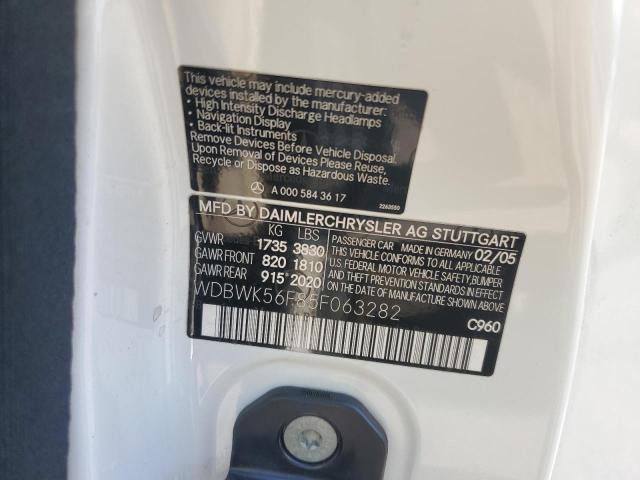 This vehicle may include mercury-added
devices installed by the manufacturer:
• High Intensity Discharge Headlamps
• Navigation Display
• Back-lit Instruments
Remove Devices Before Vehicle Disposal.
Upon Removal of Devices Please Reuse,
Recycle or Dispose as Hazardous Waste.
A 000 584 36 17
2263550
MFD BY DAIMLERCHRYSLER AG STUTTGART
KG LBS
GVWR 1735 3830
GAWR FRONT 820 1810
GAWR REAR 915 2020
PASSENGER CAR MADE IN GERMANY 02/05
THIS VEHICLE CONFORMS TO ALL APPLICABLE
U.S. FEDERAL MOTOR VEHICLE SAFETY, BUMPER,
AND THEFT PREVENTION STANDARDS IN EFFECT
ON THE DATE OF MANUFACTURE SHOWN ABOVE.
WDBWK56F85F063282
C960